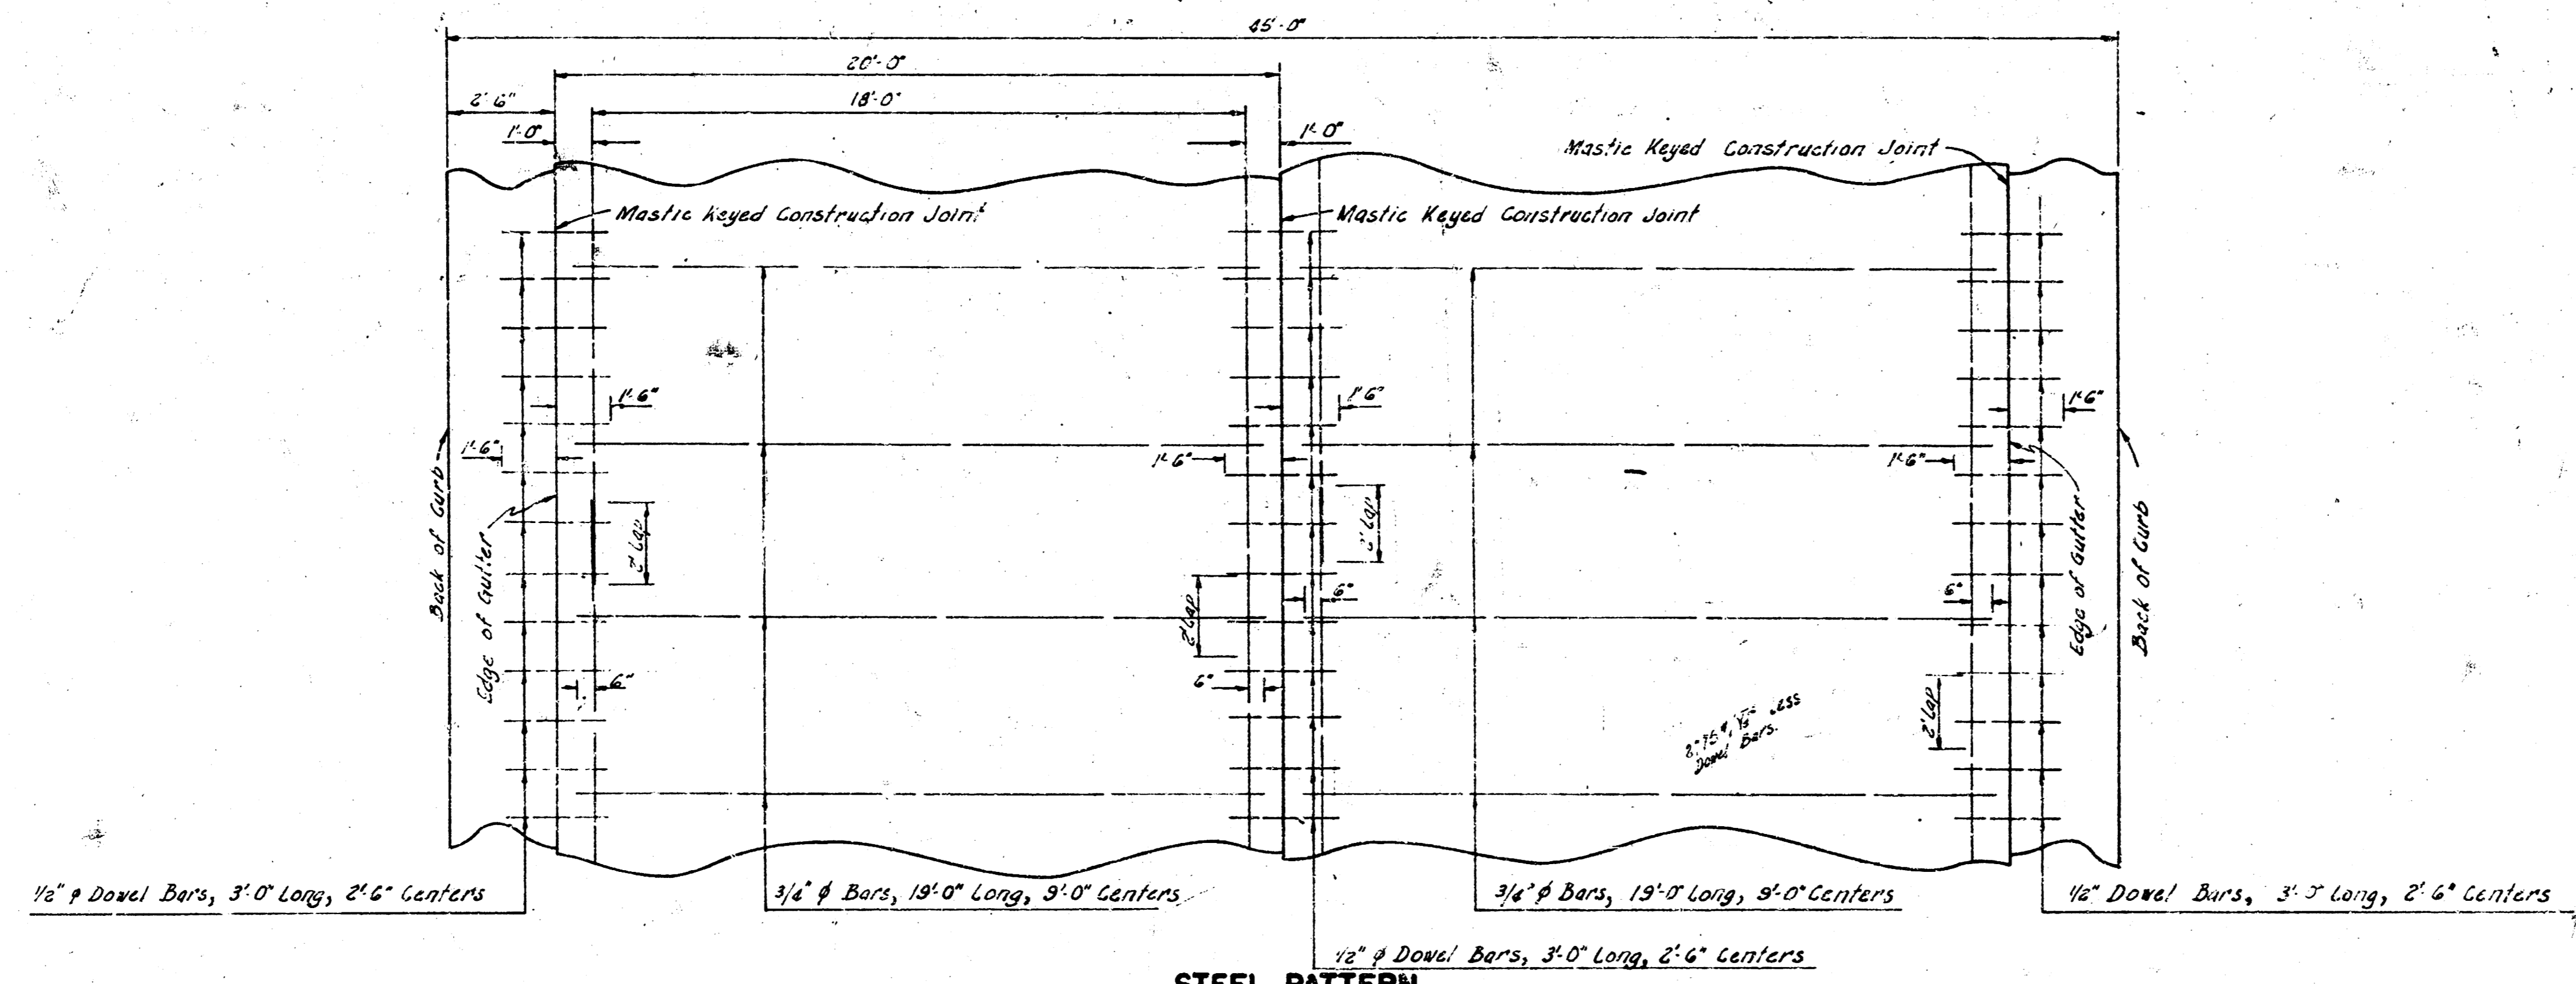 45'-0"
20'-0"
2'-6"
18'-0"
1'-0"
1'-0"
Mastic Keyed Construction Joint
Mastic Keyed Construction Joint
Mastic Keyed Construction Joint
1'-6"
1'-6"
1'-6"
1'-6"
1'-6"
1'-6"
Back of Curb
Edge of Gutter
2' Lap
2' Lap
2' Lap
6"
6"
Edge of Gutter
Back of Curb
6"
6"
2' Lap
Less
Dowel Bars.
1/2" φ Dowel Bars, 3'-0" Long, 2'-6" Centers
3/4" φ Bars, 19'-0" Long, 9'-0" Centers
3/4" φ Bars, 19'-0" Long, 9'-0" Centers
1/2" Dowel Bars, 3'-0" Long, 2'-6" Centers
1/2" φ Dowel Bars, 3'-0" Long, 2'-6" Centers
STEEL PATTERN